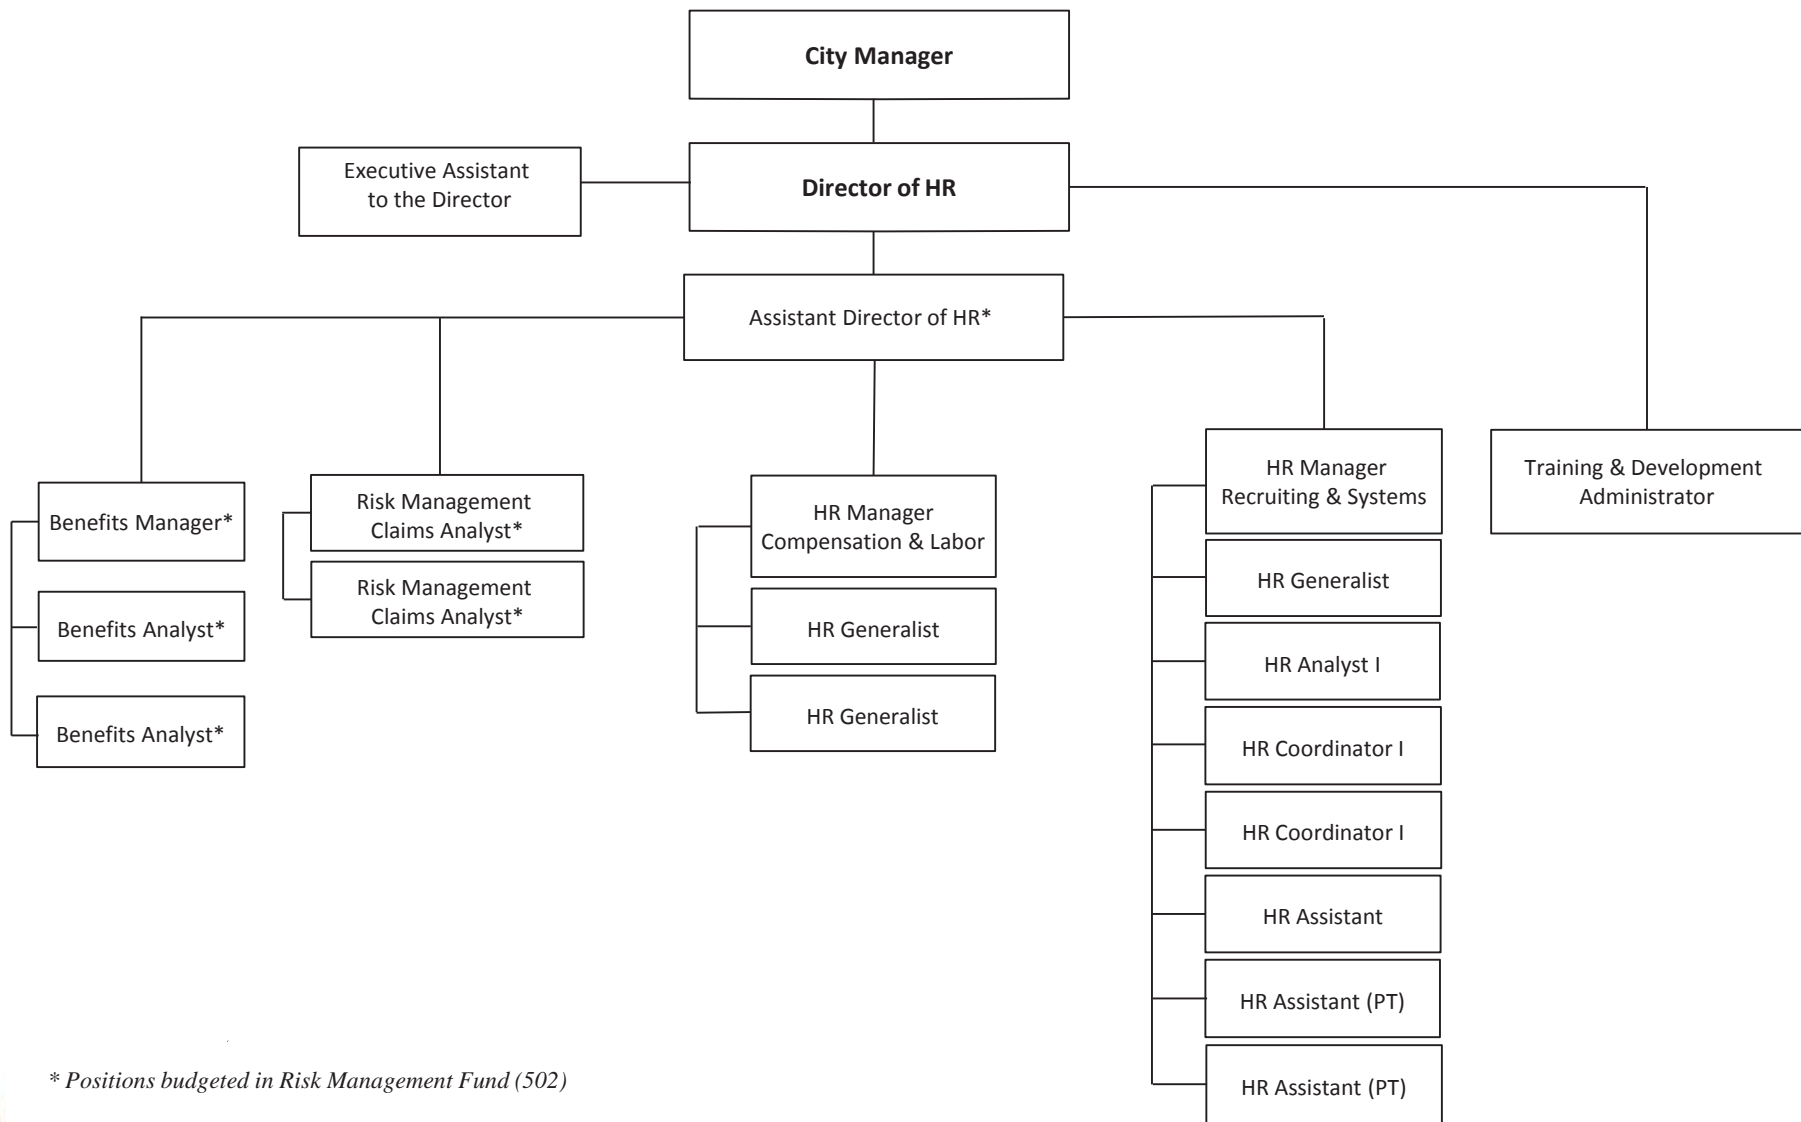 City Manager
Executive Assistant
to the Director
Director of HR
Assistant Director of HR*
Benefits Manager*
Benefits Analyst*
Benefits Analyst*
Risk Management
Claims Analyst*
Risk Management
Claims Analyst*
HR Manager
Compensation & Labor
HR Generalist
HR Generalist
HR Manager
Recruiting & Systems
HR Generalist
HR Analyst I
HR Coordinator I
HR Coordinator I
HR Assistant
HR Assistant (PT)
HR Assistant (PT)
Training & Development
Administrator
* Positions budgeted in Risk Management Fund (502)